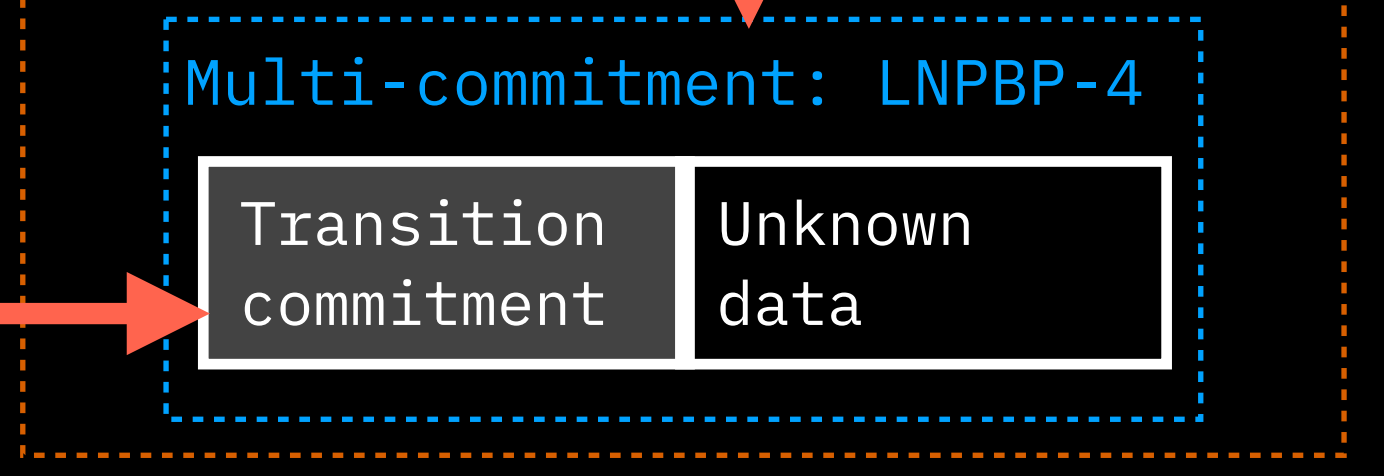 Multi-commitment: LNPBP-4
Transition
commitment
Unknown
data